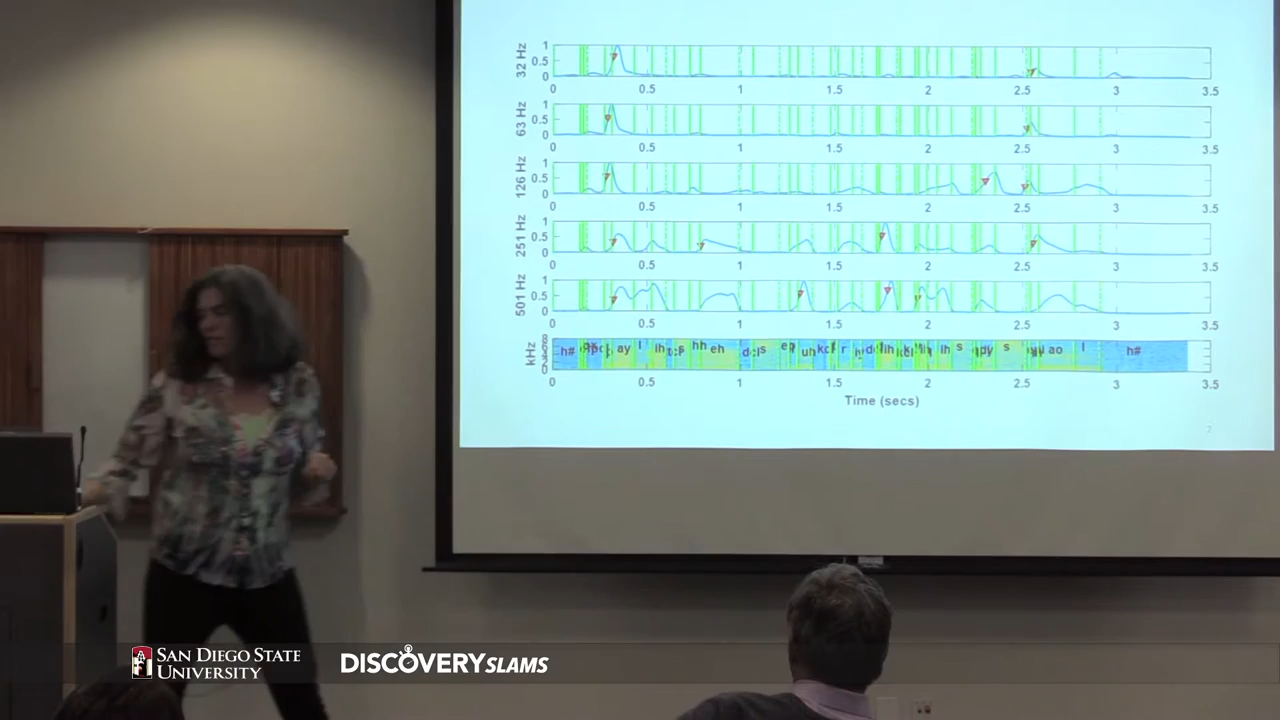 32 Hz
1
0.5
0
0 0.5 1 1.5 2 2.5 3 3.5
63 Hz
1
0.5
0
0 0.5 1 1.5 2 2.5 3 3.5
126 Hz
1
0.5
0
0 0.5 1 1.5 2 2.5 3 3.5
251 Hz
1
0.5
0
0 0.5 1 1.5 2 2.5 3 3.5
501 Hz
1
0.5
0
0 0.5 1 1.5 2 2.5 3 3.5
kHz
h# ay l ih hh eh s ep uh r ih s s ao l h#
0 0.5 1 1.5 2 2.5 3 3.5
Time (secs)
SAN DIEGO STATE
UNIVERSITY
DISCOVERY SLAMS